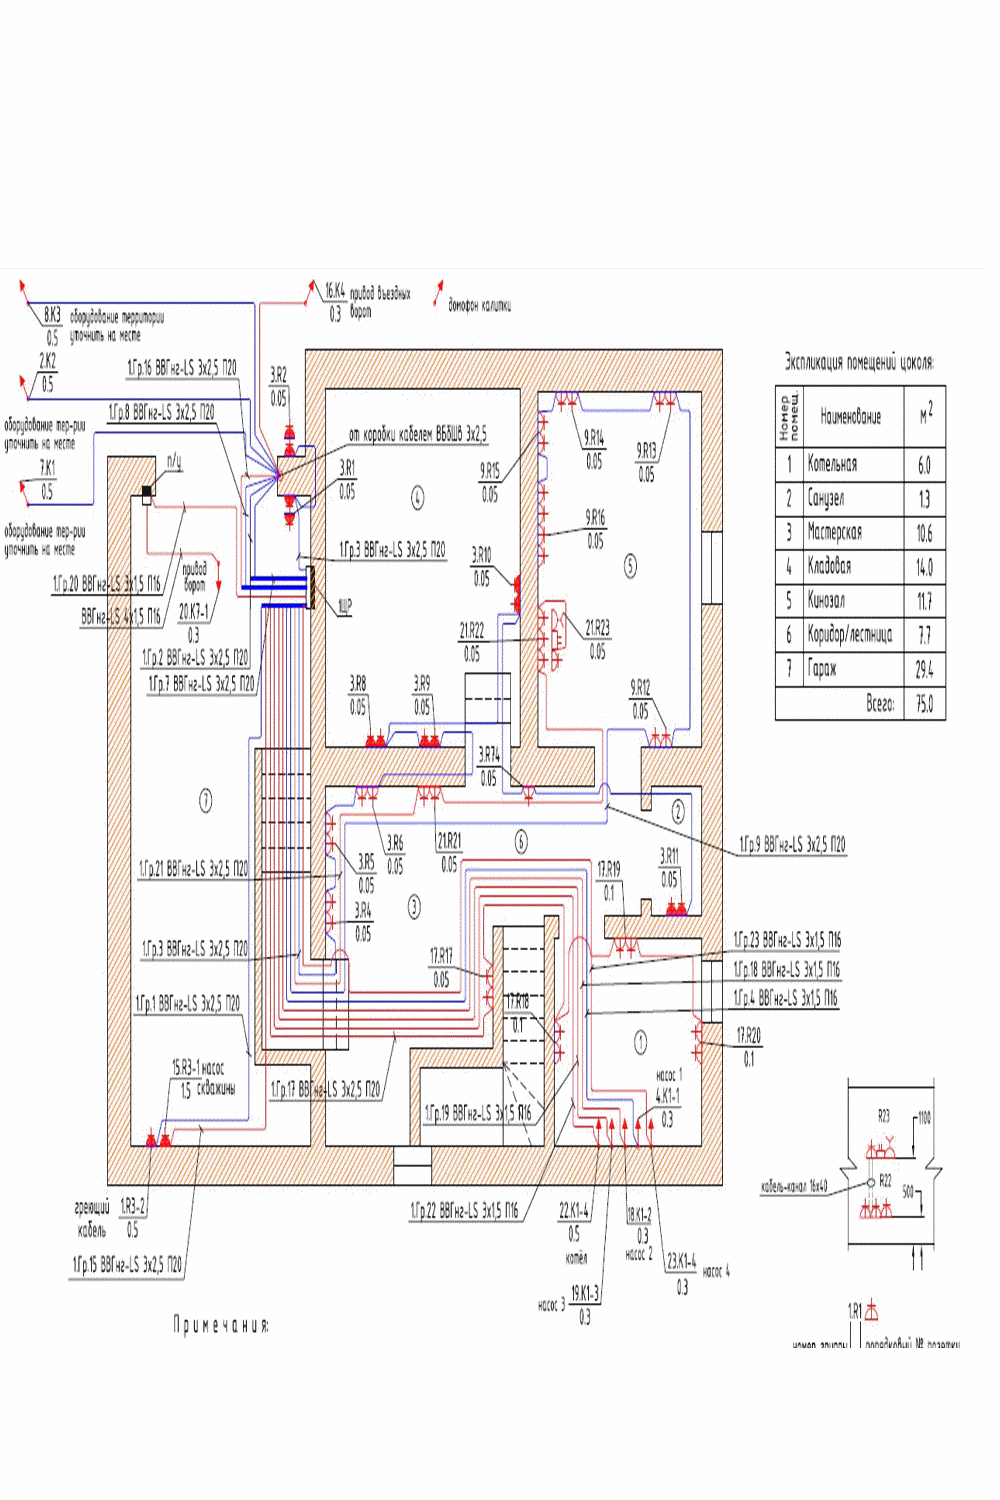 8.К3
0.5
оборудование территории
уточнить на месте
16.К4
0.3
привод въездных
ворот
домофон калитки
2.К2
0.5
1.Гр.16 ВВГнг-LS 3х2,5 П20
3.R2
0.05
1.Гр.8 ВВГнг-LS 3х2,5 П20
оборудование тер-рии
уточнить на месте
от коробки кабелем ВБбШв 3х2,5
п/у
7.К1
0.5
3.R1
0.05
оборудование тер-рии
уточнить на месте
1.Гр.3 ВВГнг-LS 3х2,5 П20
4
9.R14
0.05
9.R13
0.05
9.R15
0.05
9.R16
0.05
5
3.R10
0.05
привод
ворот
1.Гр.20 ВВГнг-LS 3х1,5 П16
20.К7-1
0.3
ВВГнг-LS 4х1,5 П16
1ЩР
21.R22
0.05
21.R23
0.05
1.Гр.2 ВВГнг-LS 3х2,5 П20
1.Гр.7 ВВГнг-LS 3х2,5 П20
3.R8
0.05
3.R9
0.05
9.R12
0.05
3.R74
0.05
7
2
6
3.R6
0.05
21.R21
0.05
1.Гр.9 ВВГнг-LS 3х2,5 П20
1.Гр.21 ВВГнг-LS 3х2,5 П20
3.R5
0.05
17.R19
0.1
3.R11
0.05
3
3.R4
0.05
1.Гр.3 ВВГнг-LS 3х2,5 П20
17.R17
0.05
1.Гр.23 ВВГнг-LS 3х1,5 П16
1.Гр.18 ВВГнг-LS 3х1,5 П16
1.Гр.4 ВВГнг-LS 3х1,5 П16
1.Гр.1 ВВГнг-LS 3х2,5 П20
17.R18
0.1
1
17.R20
0.1
15.R3-1
1.5
насос
скважины
1.Гр.17 ВВГнг-LS 3х2,5 П20
насос 1
4.К1-1
0.3
1.Гр.19 ВВГнг-LS 3х1,5 П16
греющий
кабель
1.R3-2
0.5
1.Гр.22 ВВГнг-LS 3х1,5 П16
22.К1-4
0.5
котёл
18.К1-2
0.3
насос 2
1.Гр.15 ВВГнг-LS 3х2,5 П20
23.К1-4
0.3
насос 4
насос 3
19.К1-3
0.3
Примечания:
Экспликация помещений цоколя:
Номер помещ. Наименование м2
1 Котельная 6.0
2 Санузел 1.3
3 Мастерская 10.6
4 Кладовая 14.0
5 Кинозал 11.7
6 Коридор/лестница 7.7
7 Гараж 29.4
Всего: 75.0
R23
1100
R22
кабель-канал 16х40
500
1.R1
номер группы
порядковый № розетки